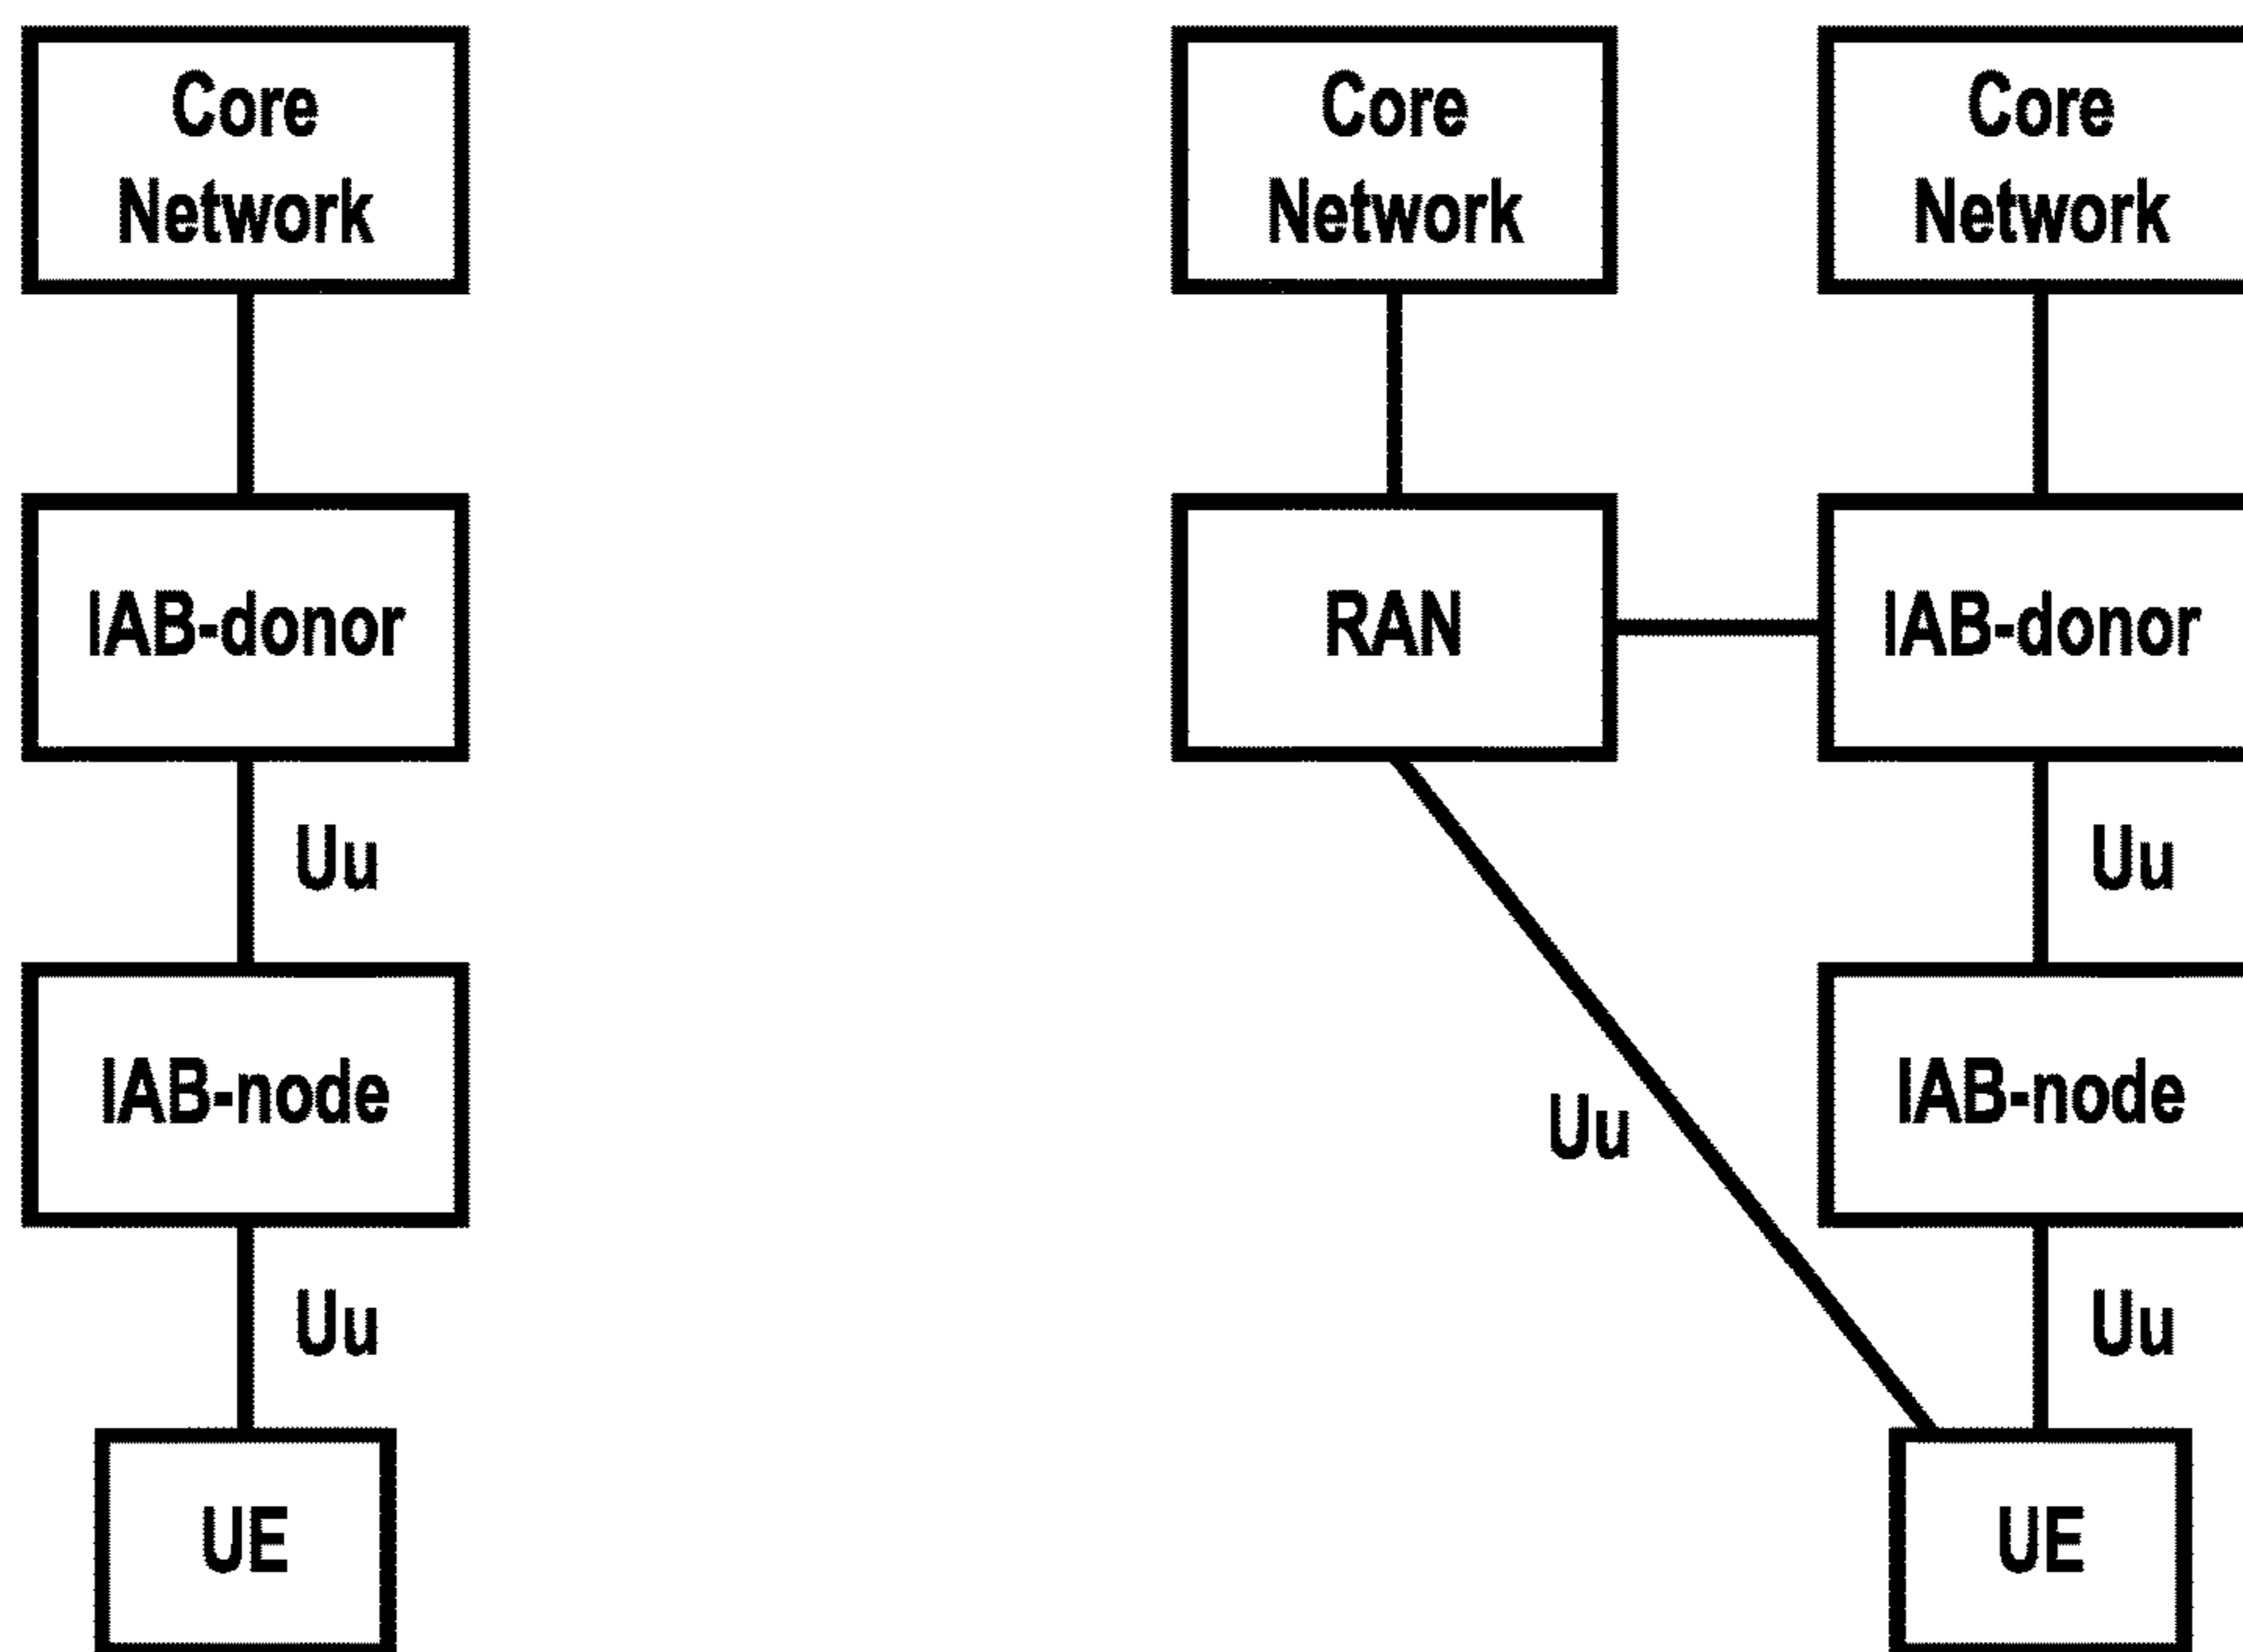 Core
Network
IAB-donor
Uu
IAB-node
Uu
UE
Core
Network
Core
Network
RAN
IAB-donor
Uu
IAB-node
Uu
Uu
UE